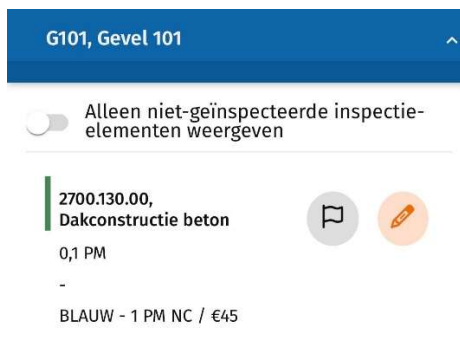 G101, Gevel 101
Alleen niet-geïnspecteerde inspectie-
elementen weergeven
2700.130.00,
Dakconstructie beton
0,1 PM
-
BLAUW - 1 PM NC / €45